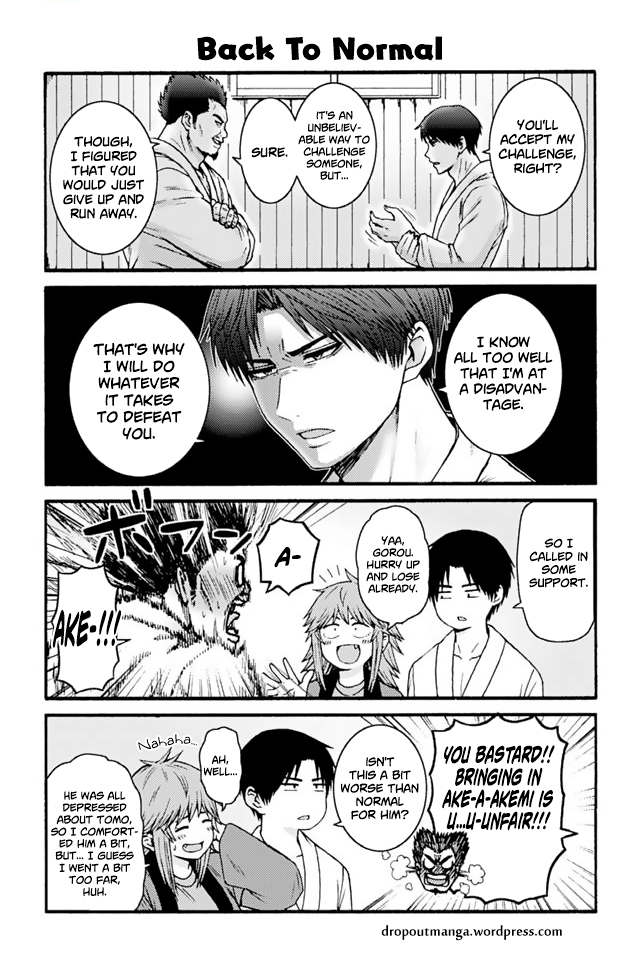 Back To Normal
YOU'LL
ACCEPT MY
CHALLENGE,
RIGHT?
IT'S AN
UNBELIEV-
ABLE WAY TO
CHALLENGE
SOMEONE,
BUT...
SURE.
THOUGH,
I FIGURED
THAT YOU
WOULD JUST
GIVE UP AND
RUN AWAY.
I KNOW
ALL TOO WELL
THAT I'M AT
A DISADVAN-
TAGE.
THAT'S WHY
I WILL DO
WHATEVER
IT TAKES
TO DEFEAT
YOU.
SO I
CALLED IN
SOME
SUPPORT.
YAA,
GOROU.
HURRY UP
AND LOSE
ALREADY.
A-
ボフン
AKE-!!!
YOU BASTARD!!
BRINGING IN
AKE-A-AKEMI IS
U...U-UNFAIR!!!
ISN'T
THIS A BIT
WORSE THAN
NORMAL
FOR HIM?
AH,
WELL...
Nahaha...
HE WAS ALL
DEPRESSED
ABOUT TOMO,
SO I COMFORT-
ED HIM A BIT,
BUT... I GUESS
I WENT A BIT
TOO FAR,
HUH.
dropoutmanga.wordpress.com